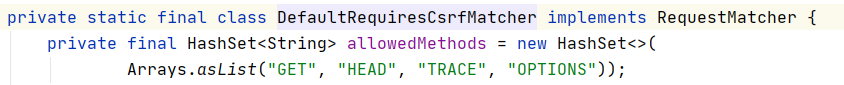 private static final class DefaultRequiresCsrfMatcher implements RequestMatcher {
private final HashSet<String> allowedMethods = new HashSet<>(
Arrays.asList("GET", "HEAD", "TRACE", "OPTIONS"));